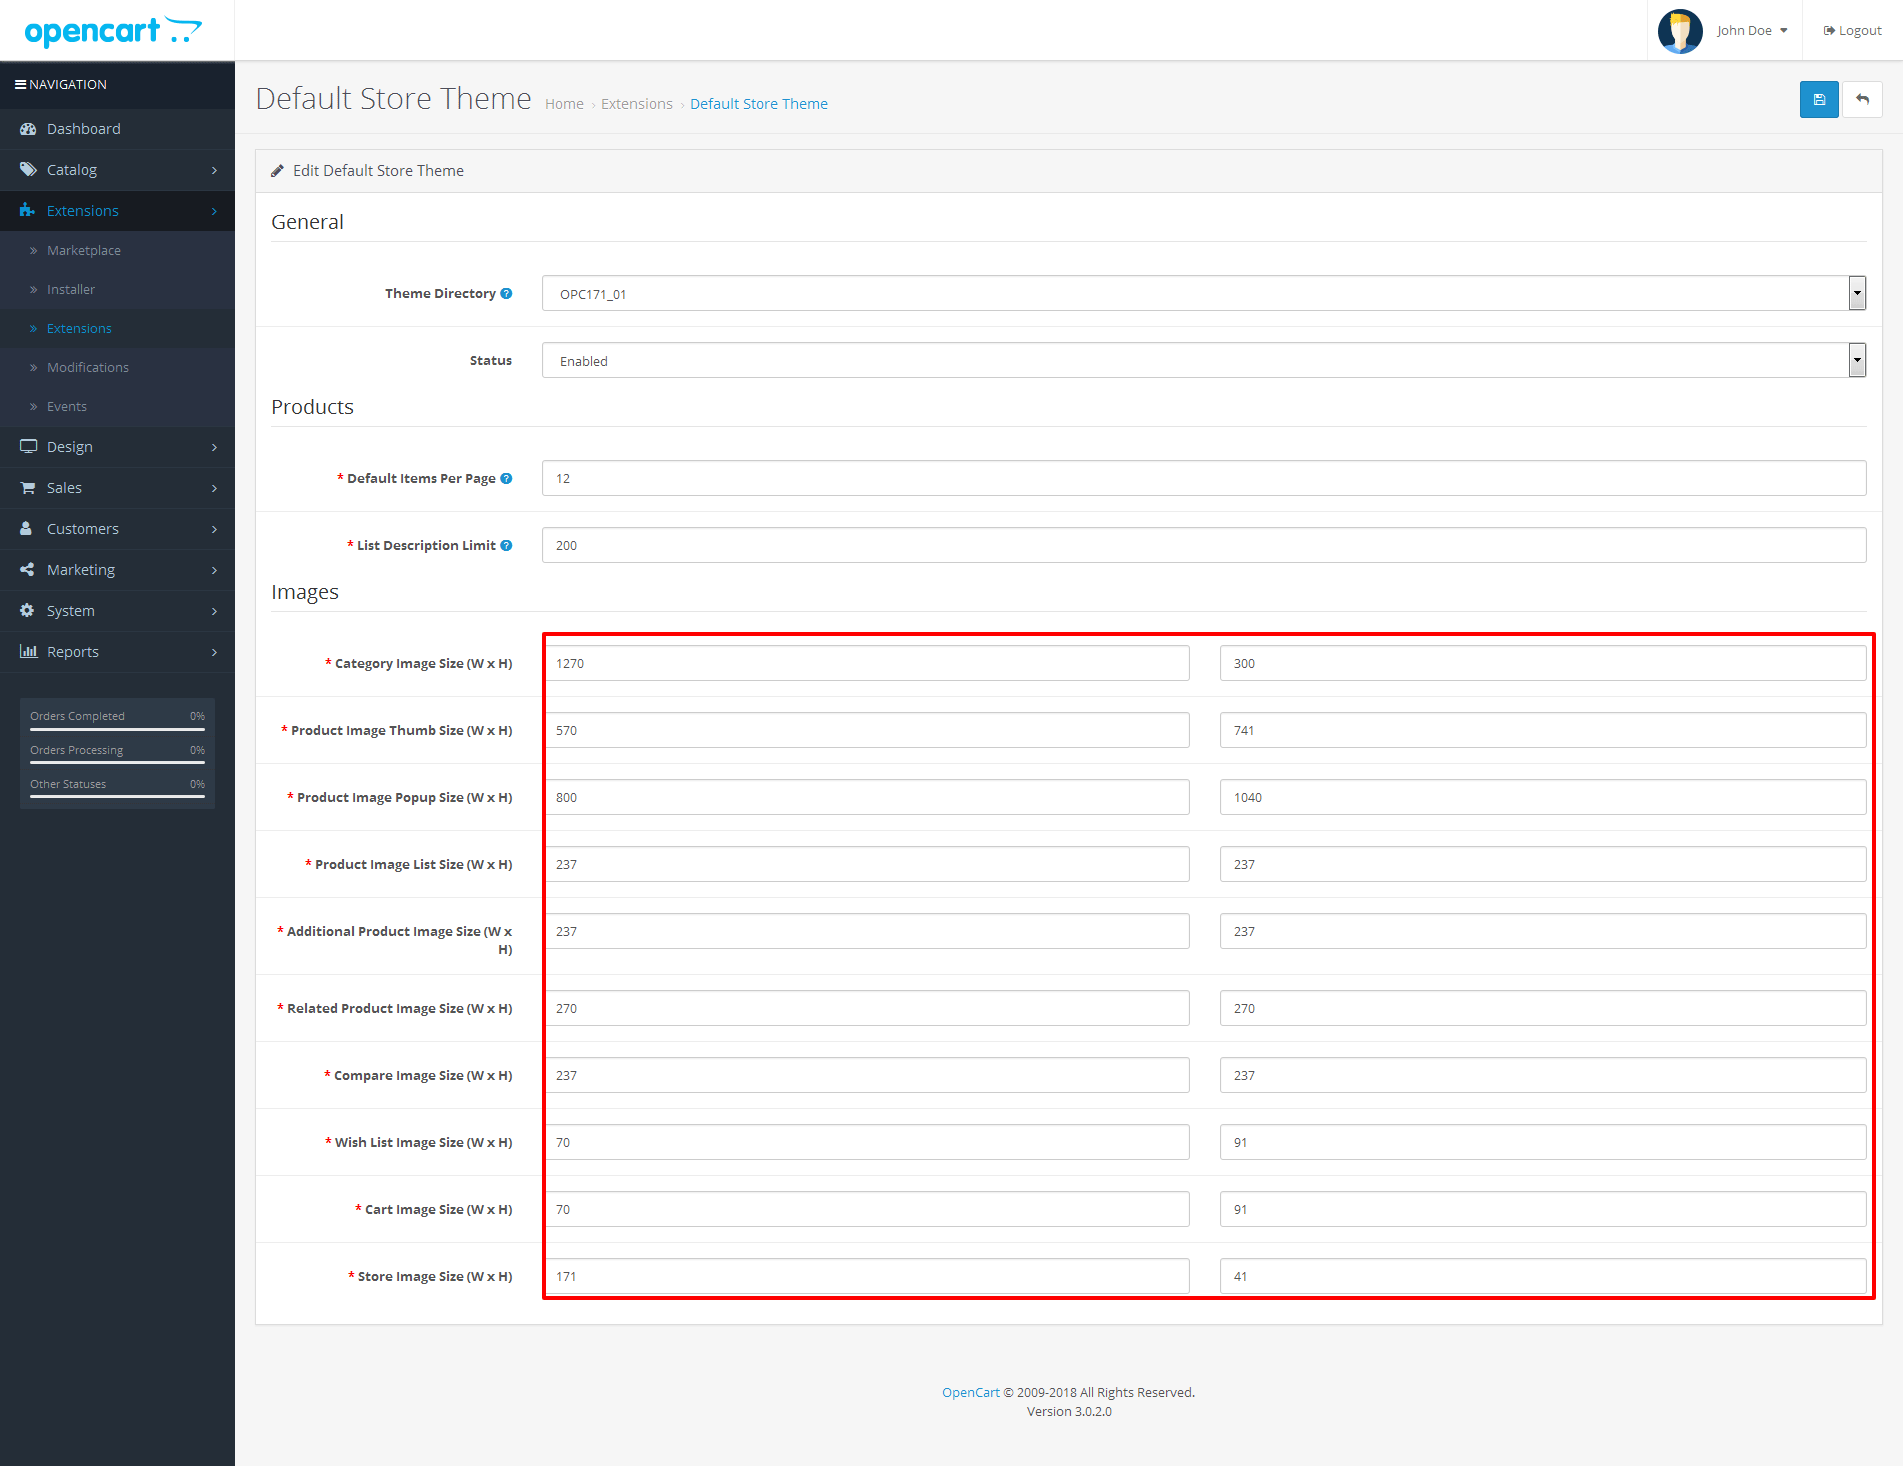 opencart
John Doe
Logout
NAVIGATION
Dashboard
Catalog
Extensions
Marketplace
Installer
Extensions
Modifications
Events
Design
Sales
Customers
Marketing
System
Reports
Orders Completed 0%
Orders Processing 0%
Other Statuses 0%
Default Store Theme
Home › Extensions › Default Store Theme
Edit Default Store Theme
General
Theme Directory ? OPC171_01
Status Enabled
Products
* Default Items Per Page ? 12
* List Description Limit ? 200
Images
* Category Image Size (W x H) 1270 300
* Product Image Thumb Size (W x H) 570 741
* Product Image Popup Size (W x H) 800 1040
* Product Image List Size (W x H) 237 237
* Additional Product Image Size (W x
H) 237 237
* Related Product Image Size (W x H) 270 270
* Compare Image Size (W x H) 237 237
* Wish List Image Size (W x H) 70 91
* Cart Image Size (W x H) 70 91
* Store Image Size (W x H) 171 41
OpenCart © 2009-2018 All Rights Reserved.
Version 3.0.2.0